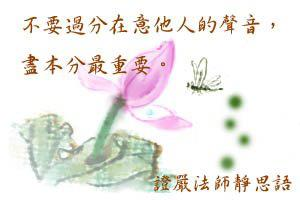 不要過分在意他人的聲音，
盡本分最重要。
證嚴法師靜思語